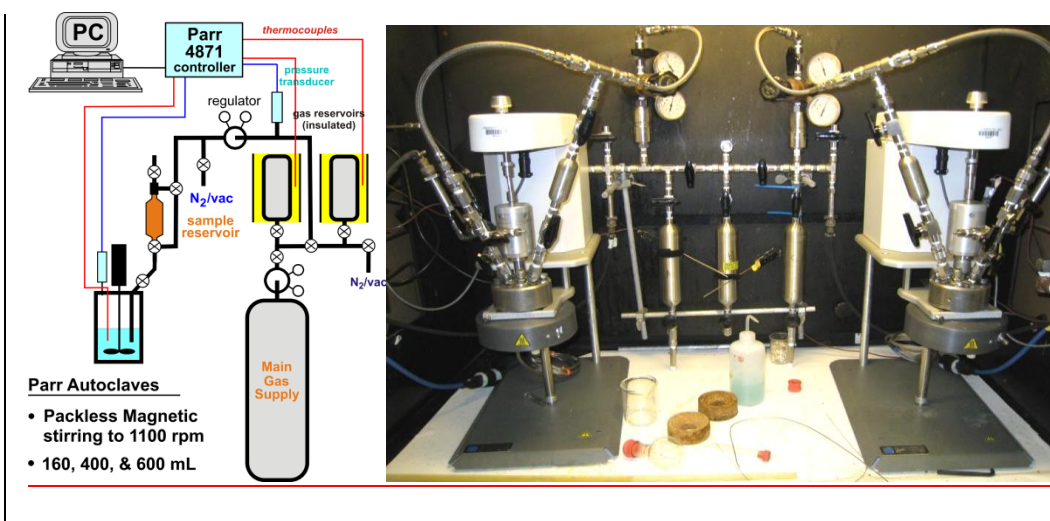 PC
Parr
4871
controller
thermocouples
pressure
transducer
regulator
gas reservoirs
(insulated)
N2/vac
sample
reservoir
N2/vac
Main
Gas
Supply
Parr Autoclaves
• Packless Magnetic
stirring to 1100 rpm
• 160, 400, & 600 mL